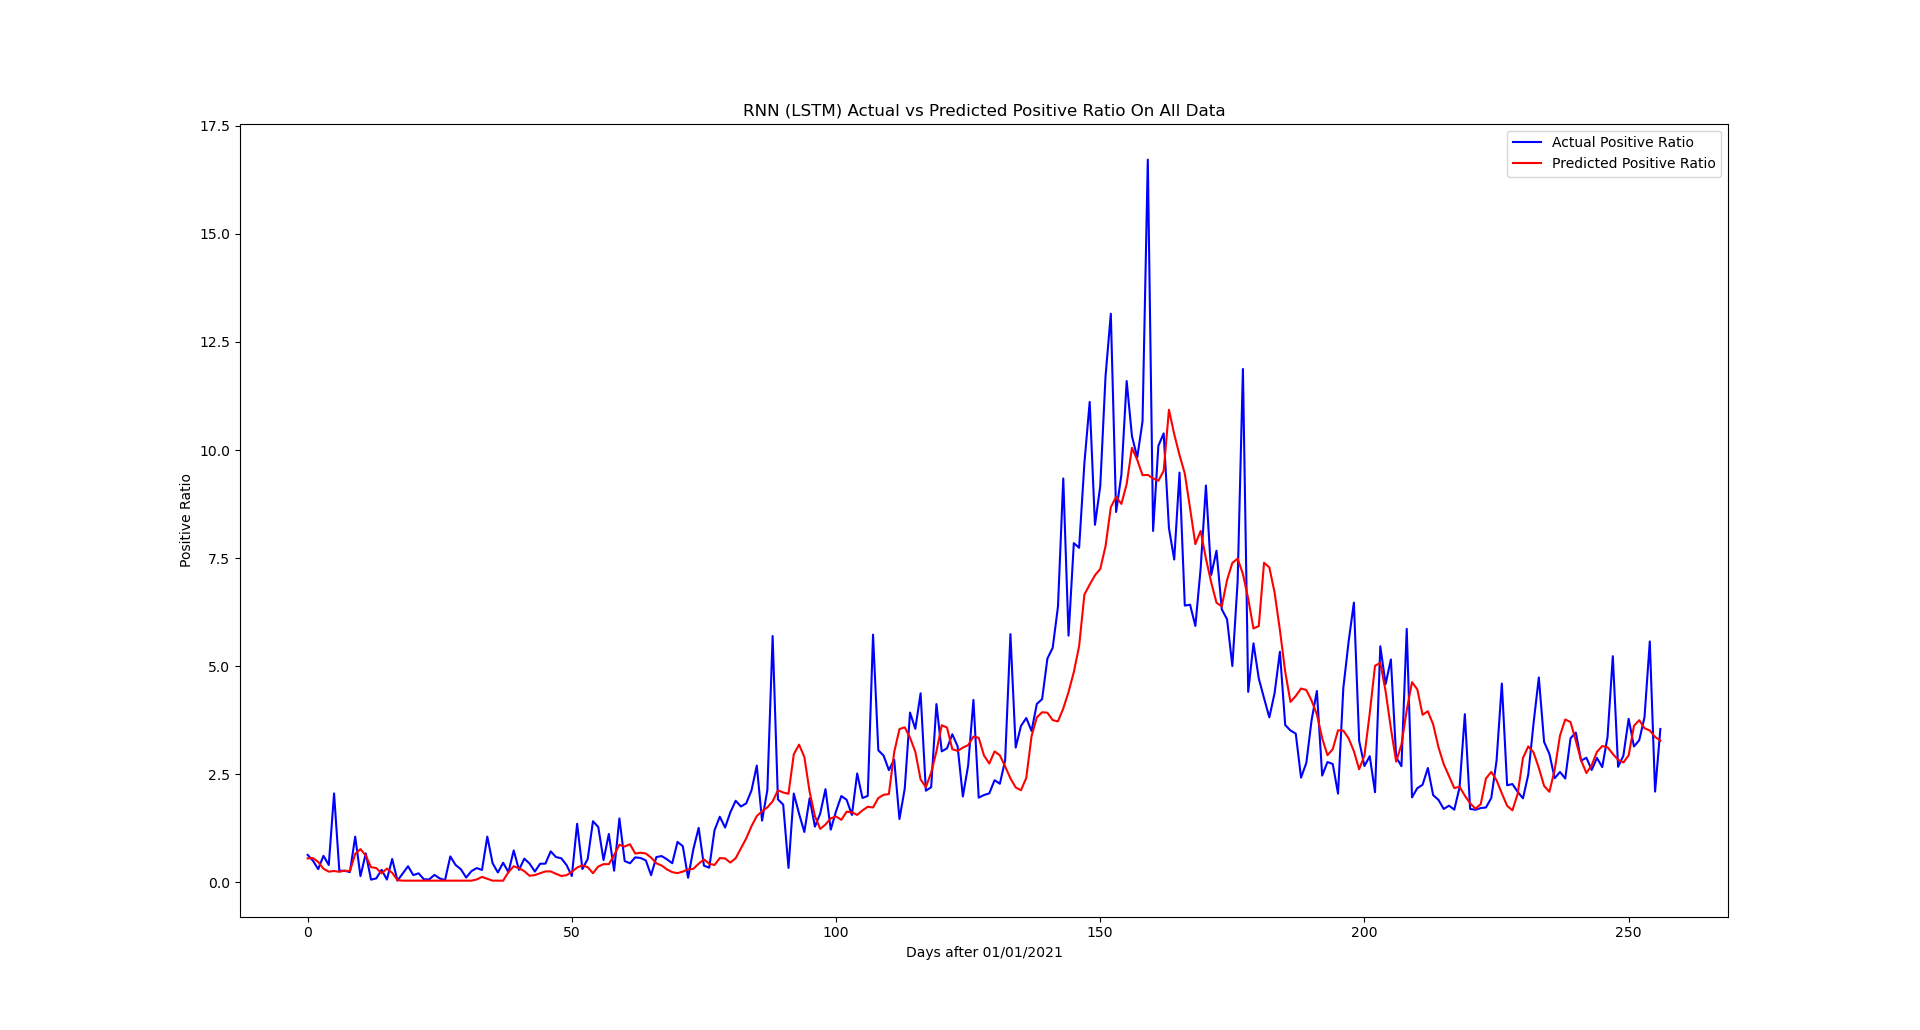 RNN (LSTM) Actual vs Predicted Positive Ratio On All Data
Actual Positive Ratio
Predicted Positive Ratio
17.5
15.0
12.5
10.0
7.5
5.0
2.5
0.0
Positive Ratio
0 50 100 150 200 250
Days after 01/01/2021